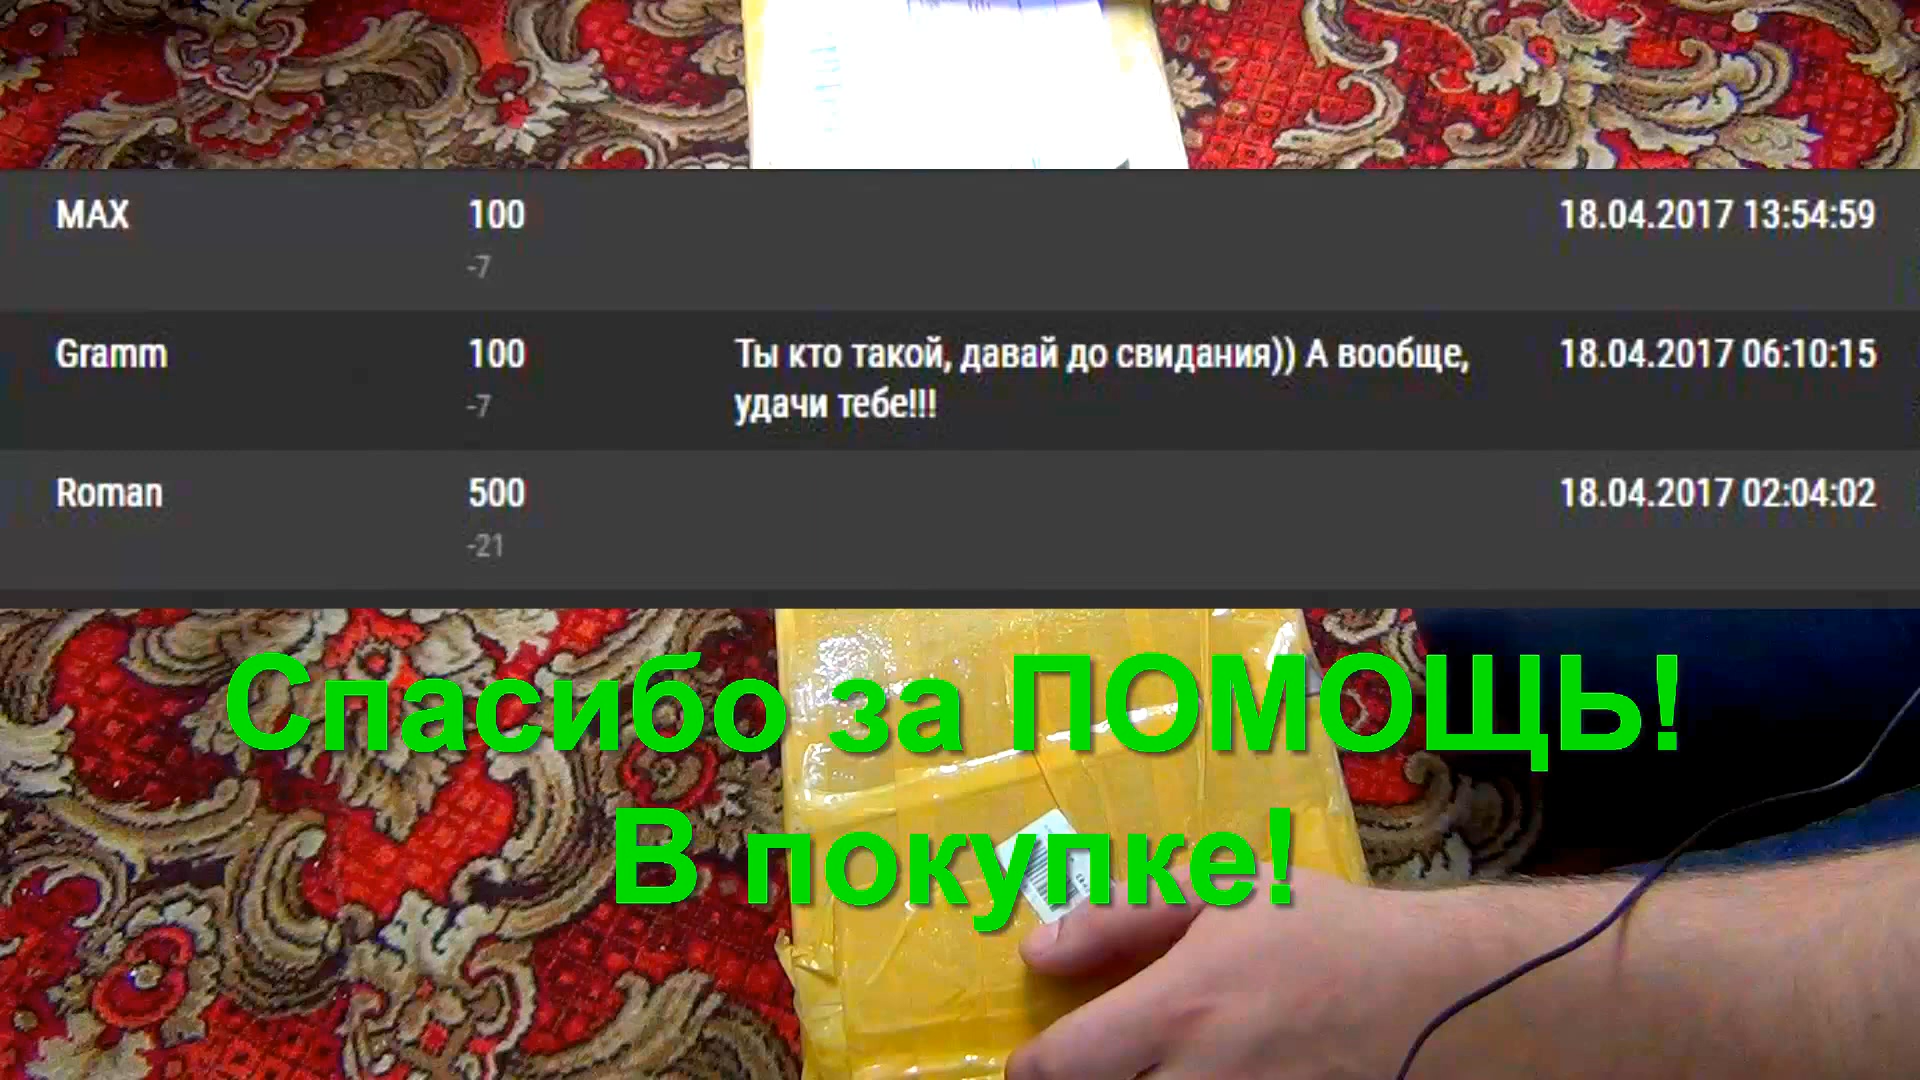 MAX 100 18.04.2017 13:54:59
-7
Gramm 100 Ты кто такой, давай до свидания)) А вообще, 18.04.2017 06:10:15
-7 удачи тебе!!!
Roman 500 18.04.2017 02:04:02
-21
Спасибо за ПОМОЩЬ!
В покупке!